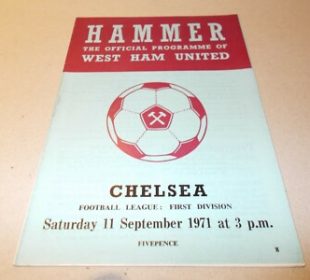 HAMMER
THE OFFICIAL PROGRAMME OF
WEST HAM UNITED
CHELSEA
FOOTBALL LEAGUE: FIRST DIVISION
Saturday 11 September 1971 at 3 p.m.
FIVEPENCE